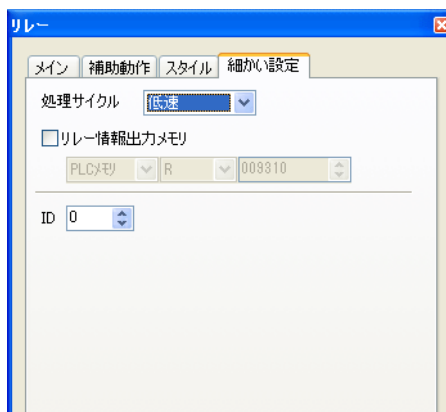 リレー
メイン 補助動作 スタイル 細かい設定
処理サイクル 低速
リレー情報出力メモリ
PLCメモリ R 009310
ID 0